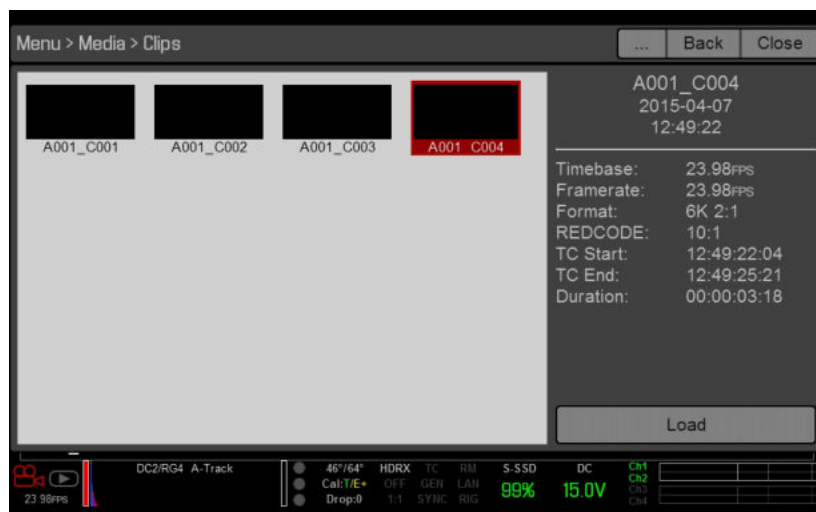 Menu > Media > Clips
... Back Close
A001_C001 A001_C002 A001_C003 A001_C004
A001_C004
2015-04-07
12:49:22
Timebase: 23.98FPS
Framerate: 23.98FPS
Format: 6K 2:1
REDCODE: 10:1
TC Start: 12:49:22:04
TC End: 12:49:25:21
Duration: 00:00:03:18
Load
DC2/RG4 A-Track 46°/64° HDRX TC RM S-SSD DC Ch1
Cal:T/E+ OFF GEN LAN 99% 15.0V Ch2
23.98FPS Drop:0 1:1 SYNC RIG Ch3
Ch4